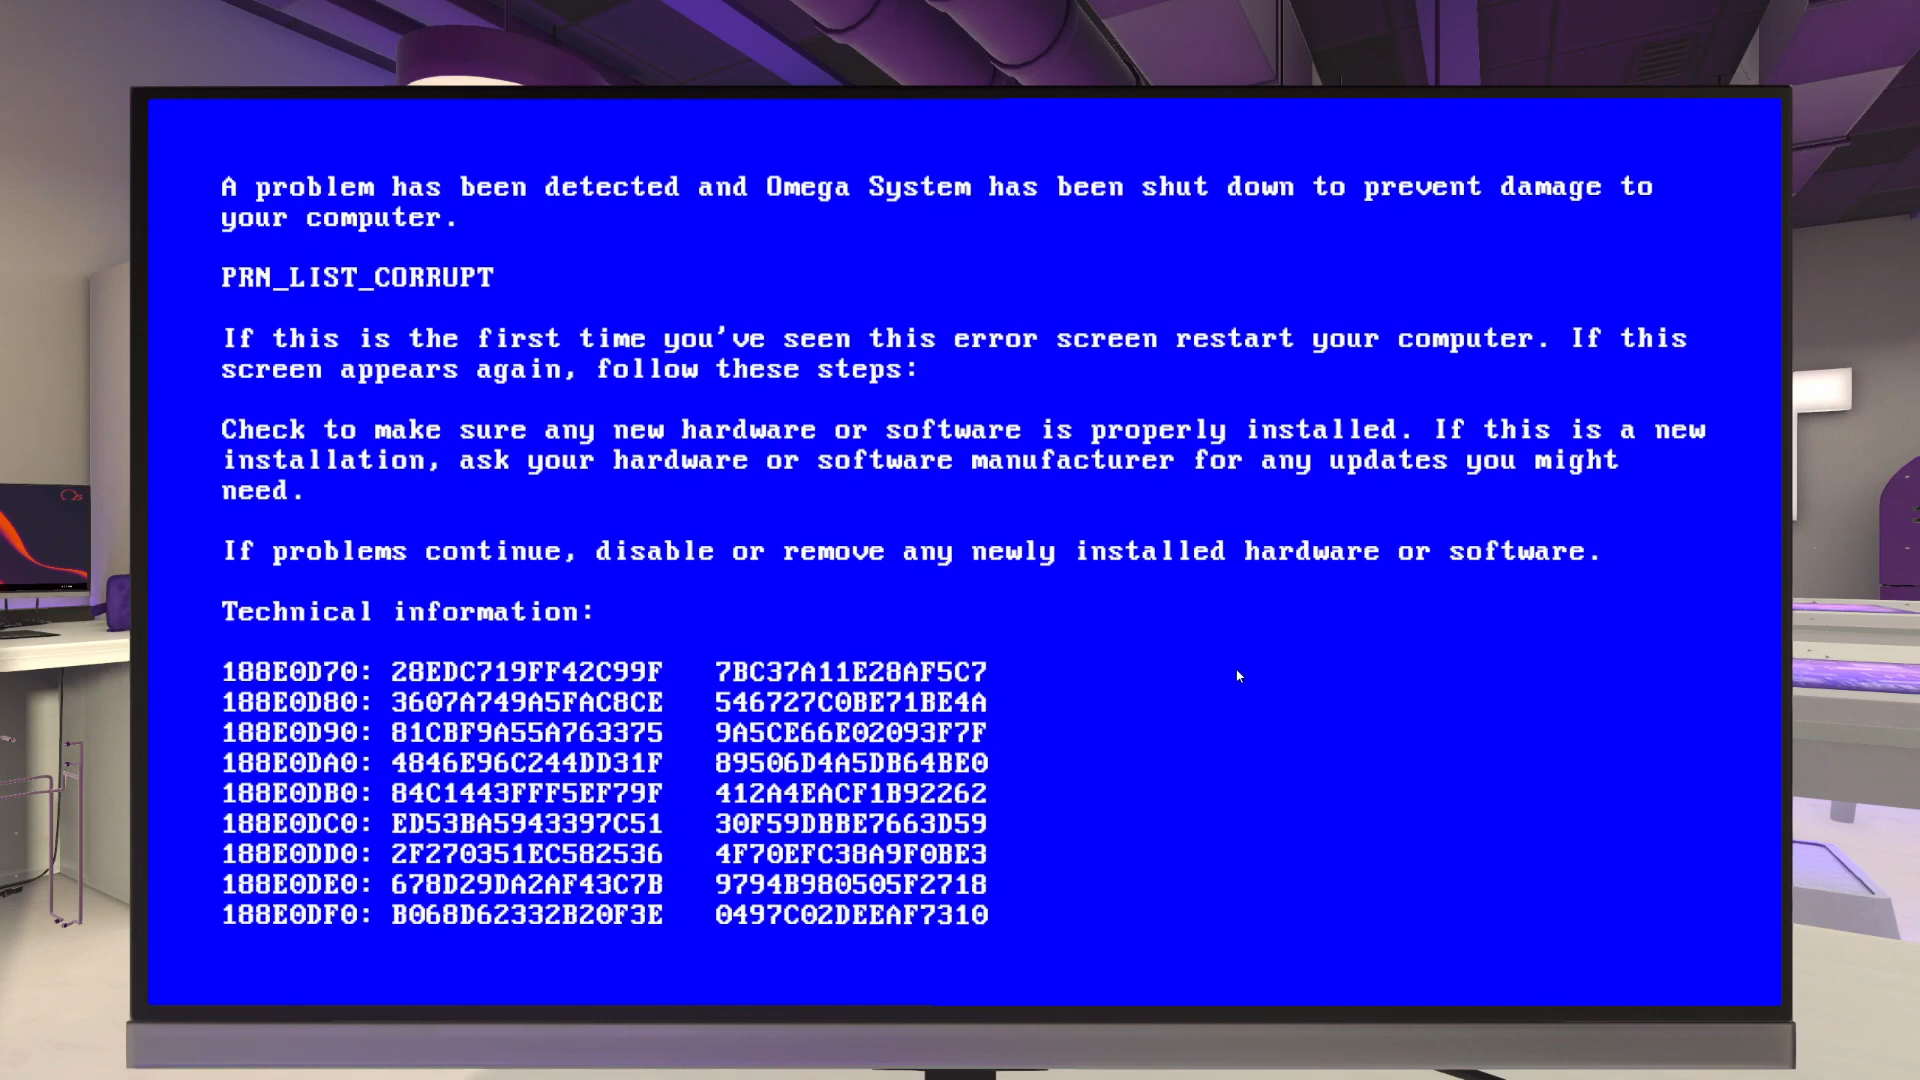 A problem has been detected and Omega System has been shut down to prevent damage to
your computer.
PRN_LIST_CORRUPT
If this is the first time you've seen this error screen restart your computer. If this
screen appears again, follow these steps:
Check to make sure any new hardware or software is properly installed. If this is a new
installation, ask your hardware or software manufacturer for any updates you might
need.
If problems continue, disable or remove any newly installed hardware or software.
Technical information:
188E0D70: 28EDC719FF42C99F 7BC37A11E28AF5C7
188E0D80: 3607A749A5FAC8CE 546727C0BE71BE4A
188E0D90: 81CBF9A55A763375 9A5CE66E02093F7F
188E0DA0: 4846E96C244DD31F 89506D4A5DB64BE0
188E0DB0: 84C1443FFF5EF79F 412A4EACF1B92262
188E0DC0: ED53BA5943397C51 30F59DBBE7663D59
188E0DD0: 2F270351EC582536 4F70EFC38A9F0BE3
188E0DE0: 678D29DA2AF43C7B 9794B980505F2718
188E0DF0: B068D62332B20F3E 0497C02DEEAF7310